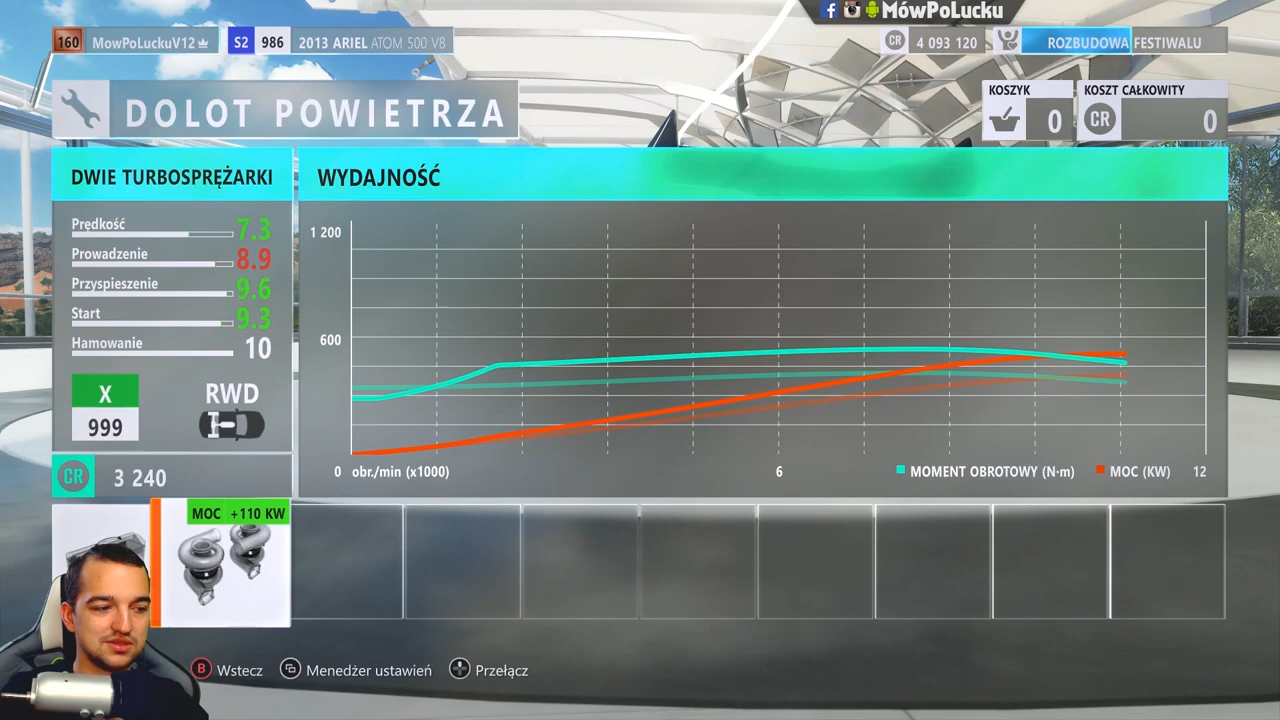 MówPoLucku
160 MowPoLuckuV12
S2 986 2013 ARIEL ATOM 500 V8
CR 4 093 120
ROZBUDOWA FESTIWALU
DOLOT POWIETRZA
KOSZYK
0
KOSZT CAŁKOWITY
CR 0
DWIE TURBOSPRĘŻARKI
Prędkość 7.3
Prowadzenie 8.9
Przyspieszenie 9.6
Start 9.3
Hamowanie 10
X
999
RWD
CR 3 240
WYDAJNOŚĆ
1 200
600
0 obr./min (x1000) 6 MOMENT OBROTOWY (N·m) MOC (KW) 12
MOC +110 KW
B Wstecz Menedżer ustawień Przełącz